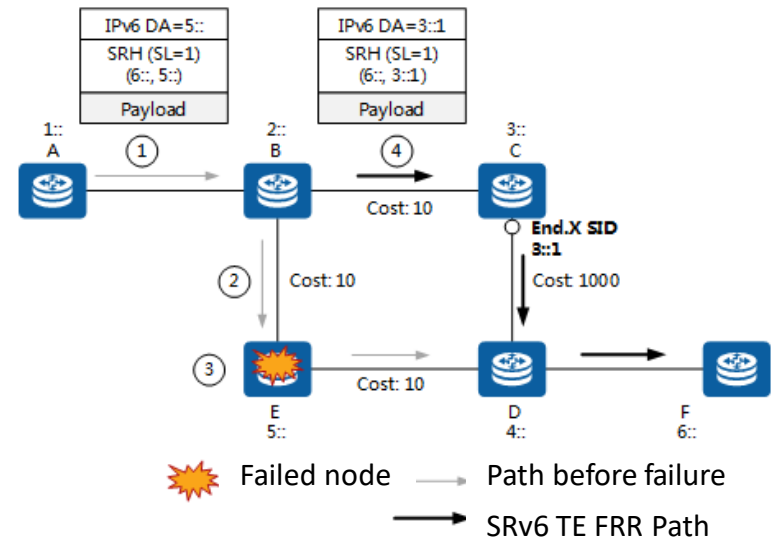 IPv6 DA=5::
SRH (SL=1)
(6::, 5::)
Payload
IPv6 DA=3::1
SRH (SL=1)
(6::, 3::1)
Payload
1::
A
1
2::
B
4
3::
C
Cost: 10
End.X SID
3::1
2
Cost: 10
Cost: 1000
3
Cost: 10
E
5::
D
4::
F
6::
Failed node
Path before failure
SRv6 TE FRR Path